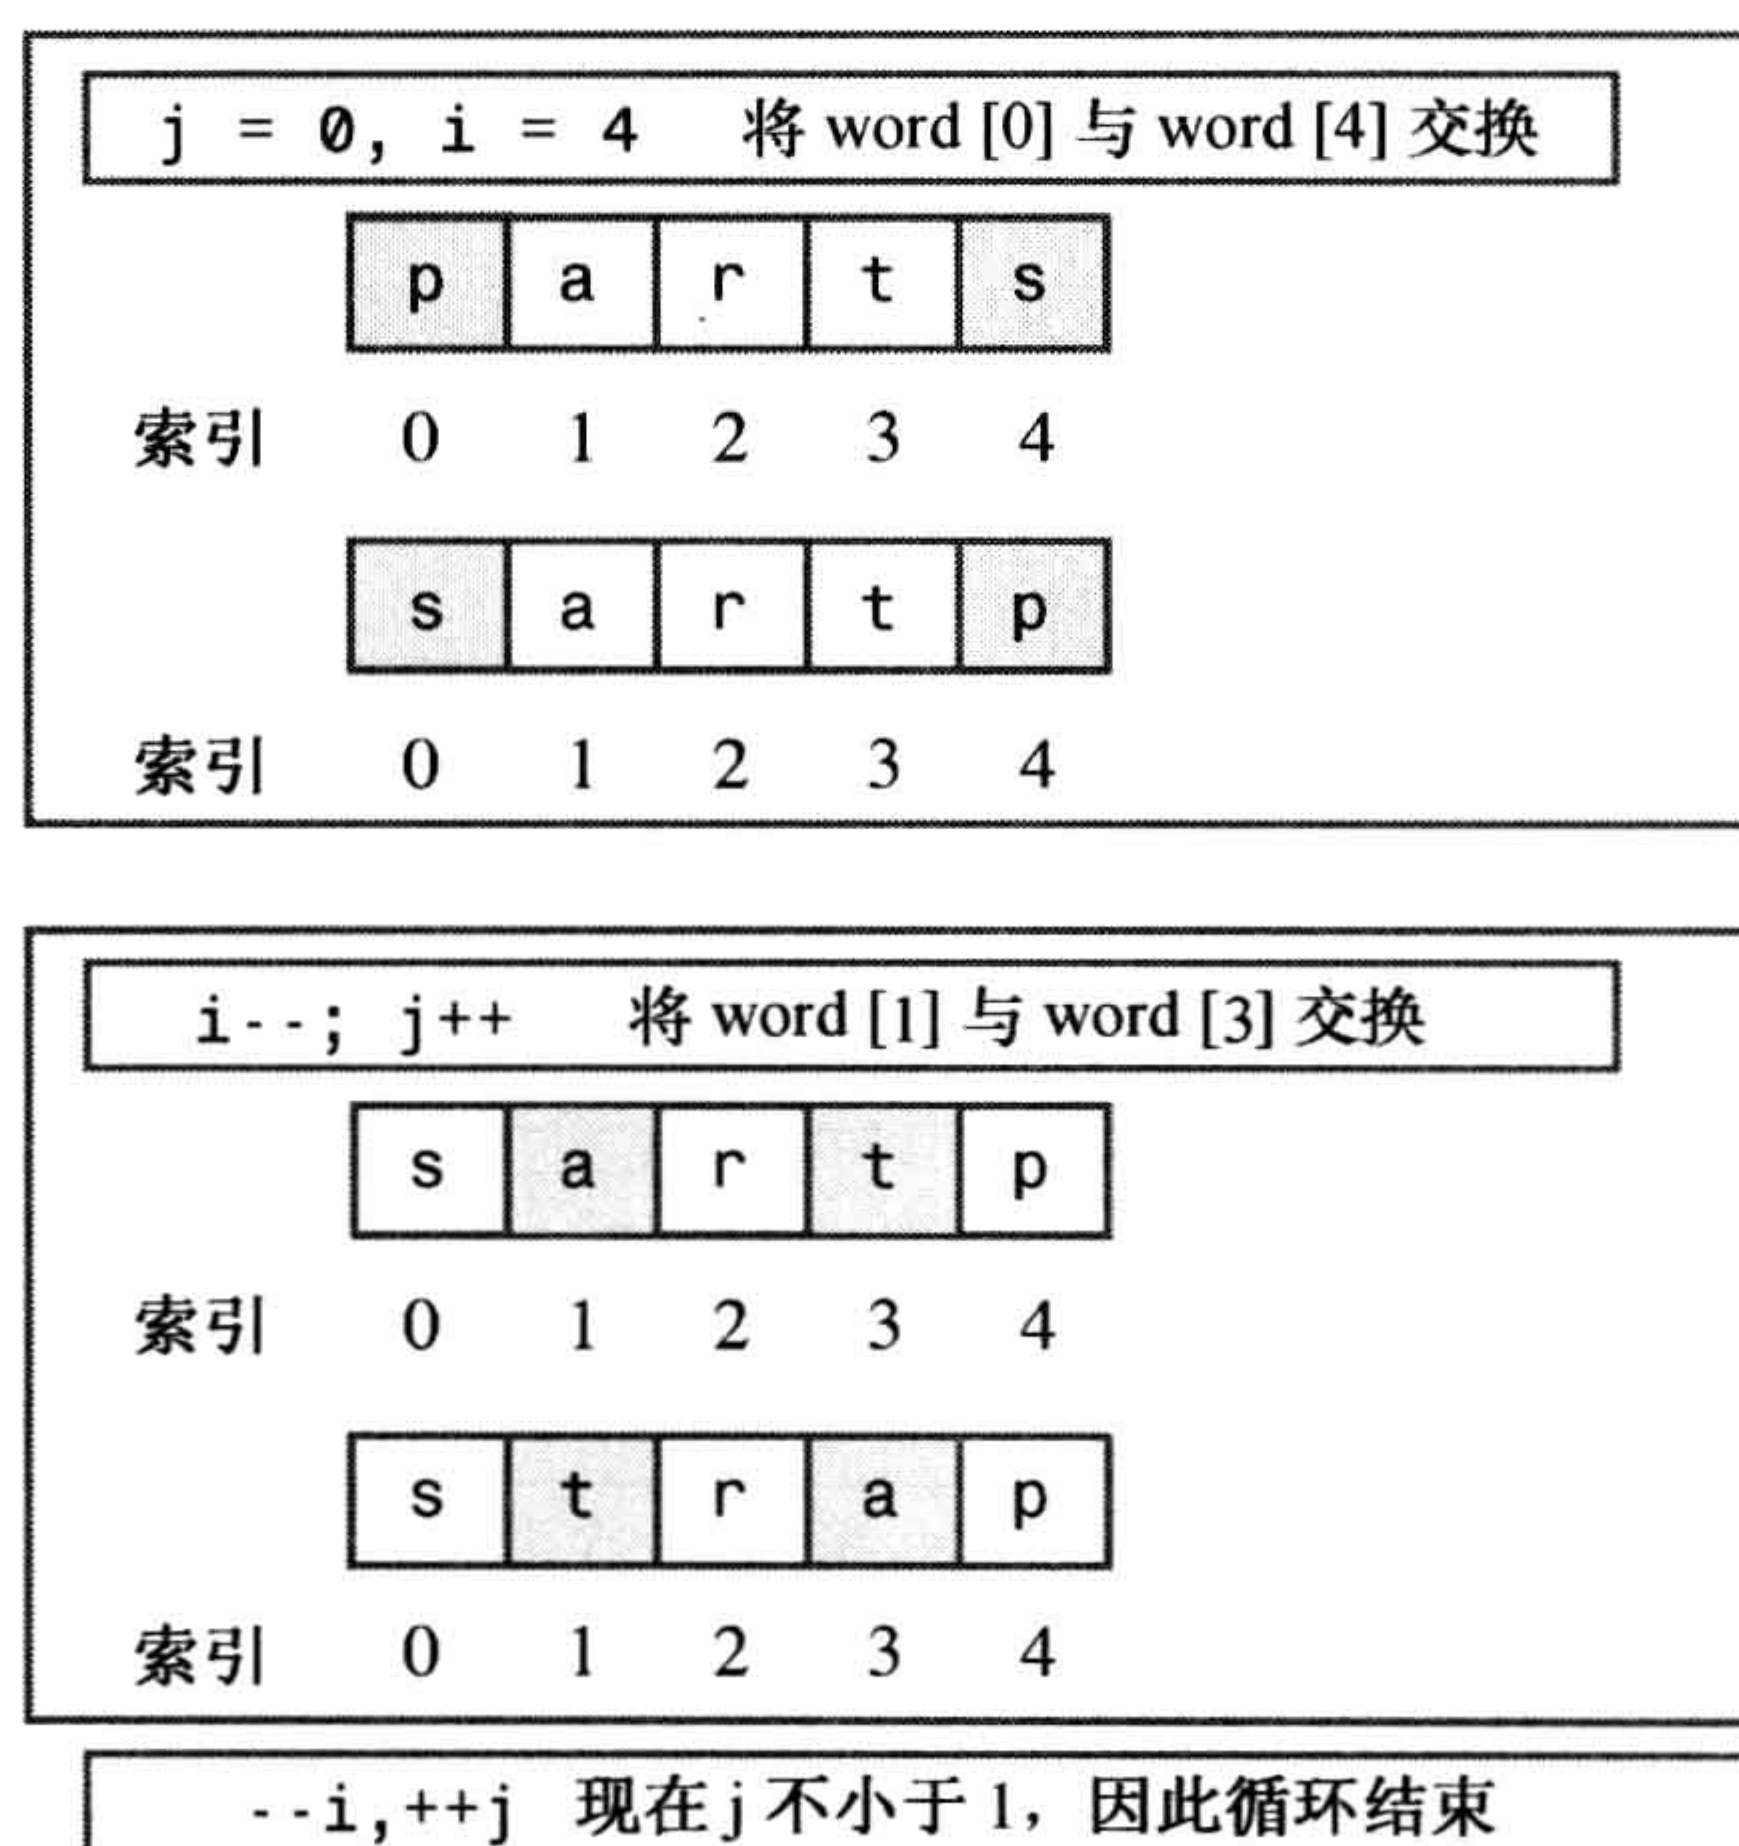 j = 0, i = 4 将 word [0] 与 word [4] 交换
p a r t s
索引 0 1 2 3 4
s a r t p
索引 0 1 2 3 4
i--; j++ 将 word [1] 与 word [3] 交换
s a r t p
索引 0 1 2 3 4
s t r a p
索引 0 1 2 3 4
--i,++j 现在j不小于1，因此循环结束